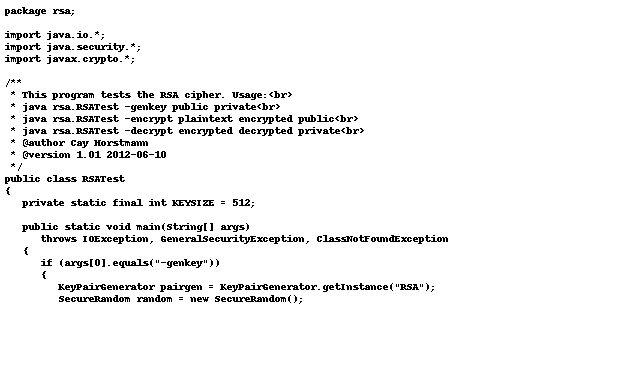 package rsa;

import java.io.*;
import java.security.*;
import javax.crypto.*;

/**
 * This program tests the RSA cipher. Usage:<br>
 * java rsa.RSATest -genkey public private<br>
 * java rsa.RSATest -encrypt plaintext encrypted public<br>
 * java rsa.RSATest -decrypt encrypted decrypted private<br>
 * @author Cay Horstmann
 * @version 1.01 2012-06-10
 */
public class RSATest
{
   private static final int KEYSIZE = 512;

   public static void main(String[] args)
      throws IOException, GeneralSecurityException, ClassNotFoundException
   {
      if (args[0].equals("-genkey"))
      {
         KeyPairGenerator pairgen = KeyPairGenerator.getInstance("RSA");
         SecureRandom random = new SecureRandom();